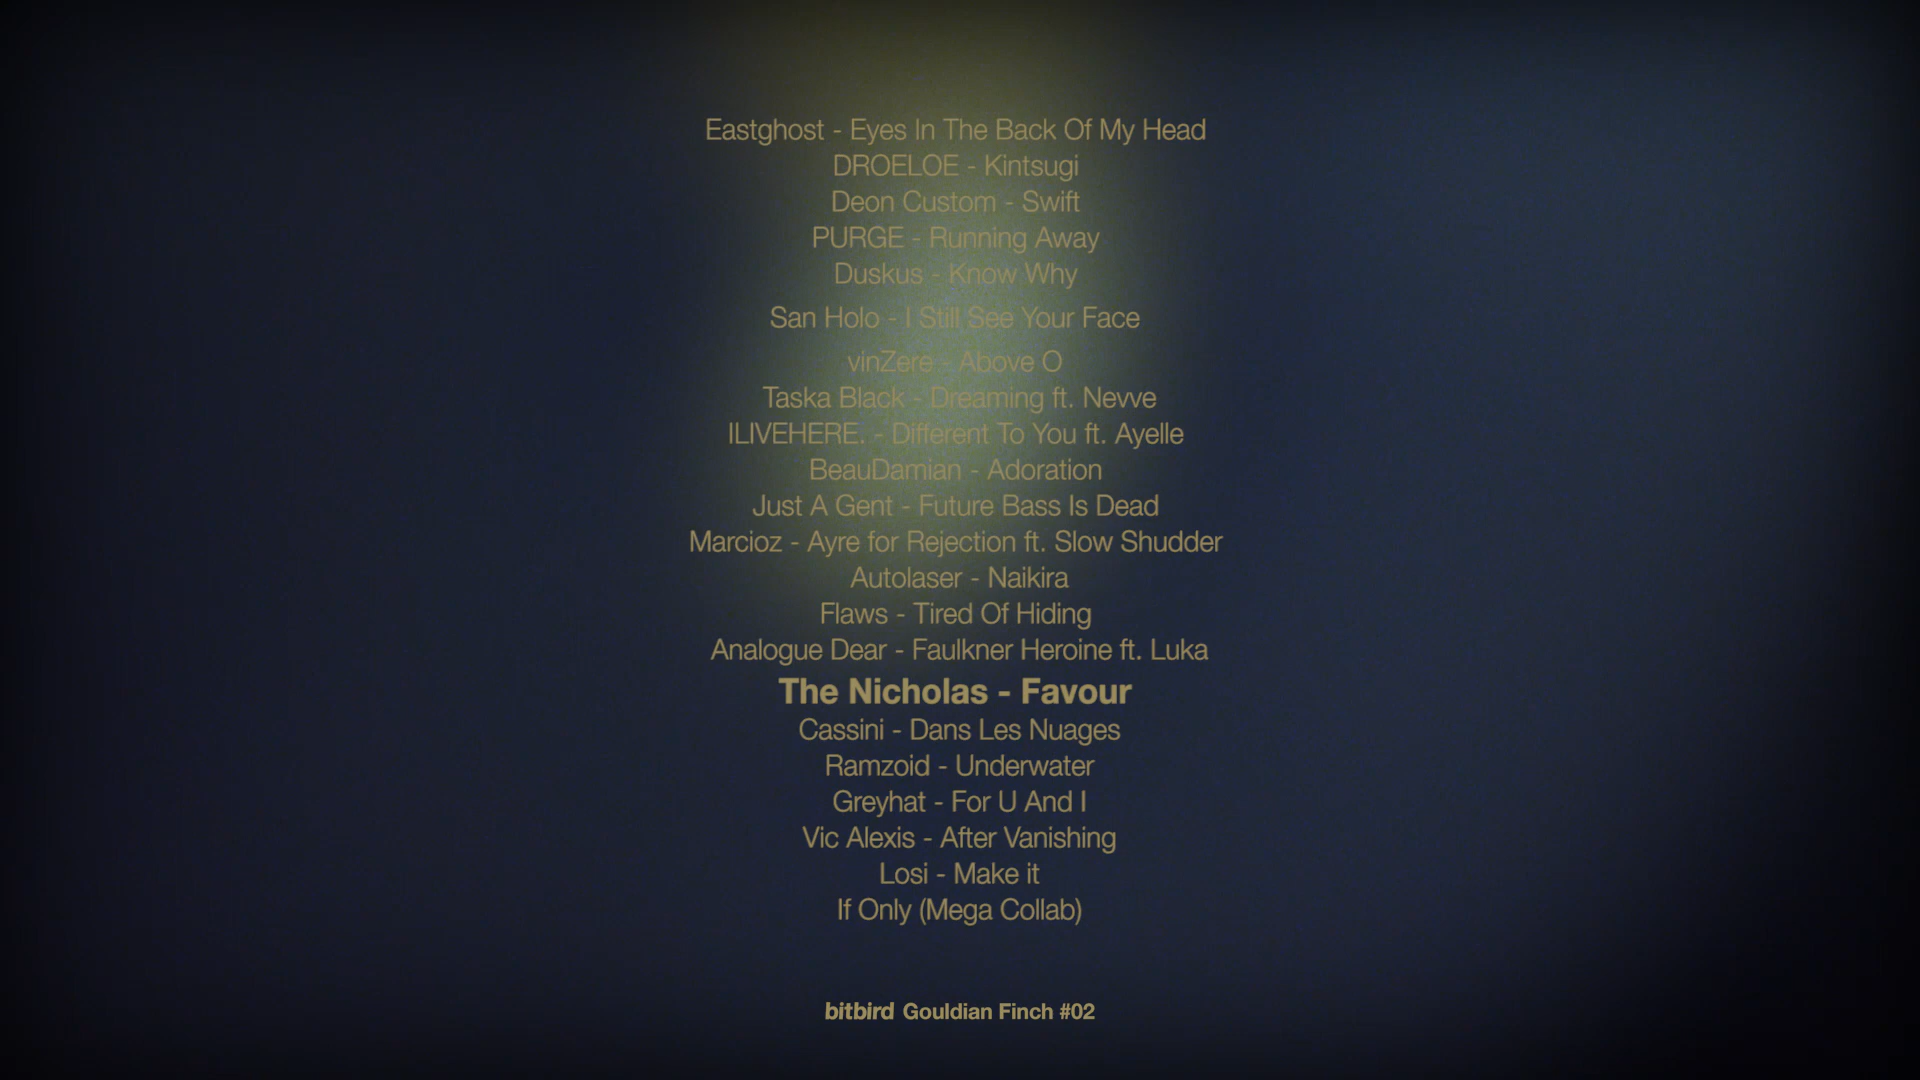 Eastghost - Eyes In The Back Of My Head
DROELOE - Kintsugi
Deon Custom - Swift
PURGE - Running Away
Duskus - Know Why
San Holo - I Still See Your Face
vinZere - Above O
Taska Black - Dreaming ft. Nevve
ILIVEHERE. - Different To You ft. Ayelle
BeauDamian - Adoration
Just A Gent - Future Bass Is Dead
Marcioz - Ayre for Rejection ft. Slow Shudder
Autolaser - Naikira
Flaws - Tired Of Hiding
Analogue Dear - Faulkner Heroine ft. Luka
The Nicholas - Favour
Cassini - Dans Les Nuages
Ramzoid - Underwater
Greyhat - For U And I
Vic Alexis - After Vanishing
Losi - Make it
If Only (Mega Collab)
bitbird Gouldian Finch #02